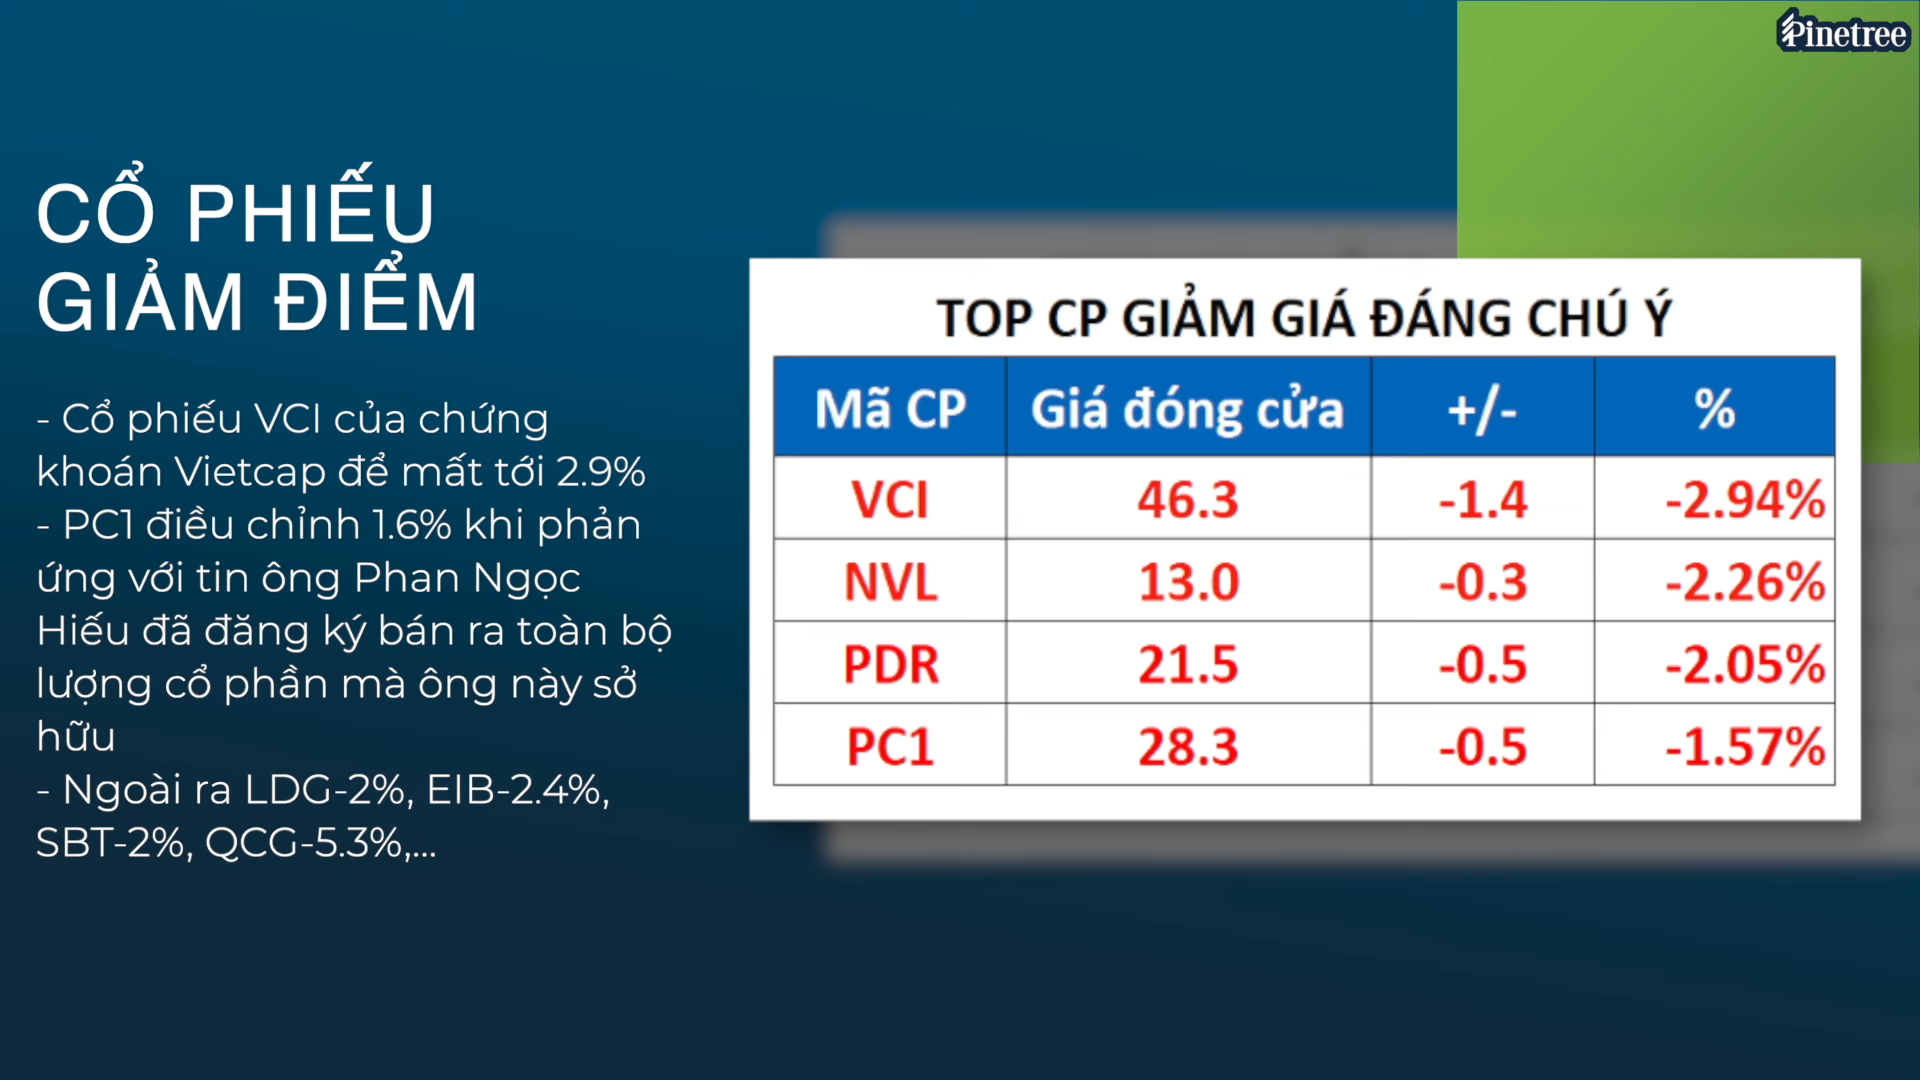 Pinetree
CỔ PHIẾU
GIẢM ĐIỂM
- Cổ phiếu VCI của chứng
khoán Vietcap để mất tới 2.9%
- PC1 điều chỉnh 1.6% khi phản
ứng với tin ông Phan Ngọc
Hiếu đã đăng ký bán ra toàn bộ
lượng cổ phần mà ông này sở
hữu
- Ngoài ra LDG-2%, EIB-2.4%,
SBT-2%, QCG-5.3%,...
TOP CP GIẢM GIÁ ĐÁNG CHÚ Ý
Mã CP Giá đóng cửa +/- %
VCI 46.3 -1.4 -2.94%
NVL 13.0 -0.3 -2.26%
PDR 21.5 -0.5 -2.05%
PC1 28.3 -0.5 -1.57%